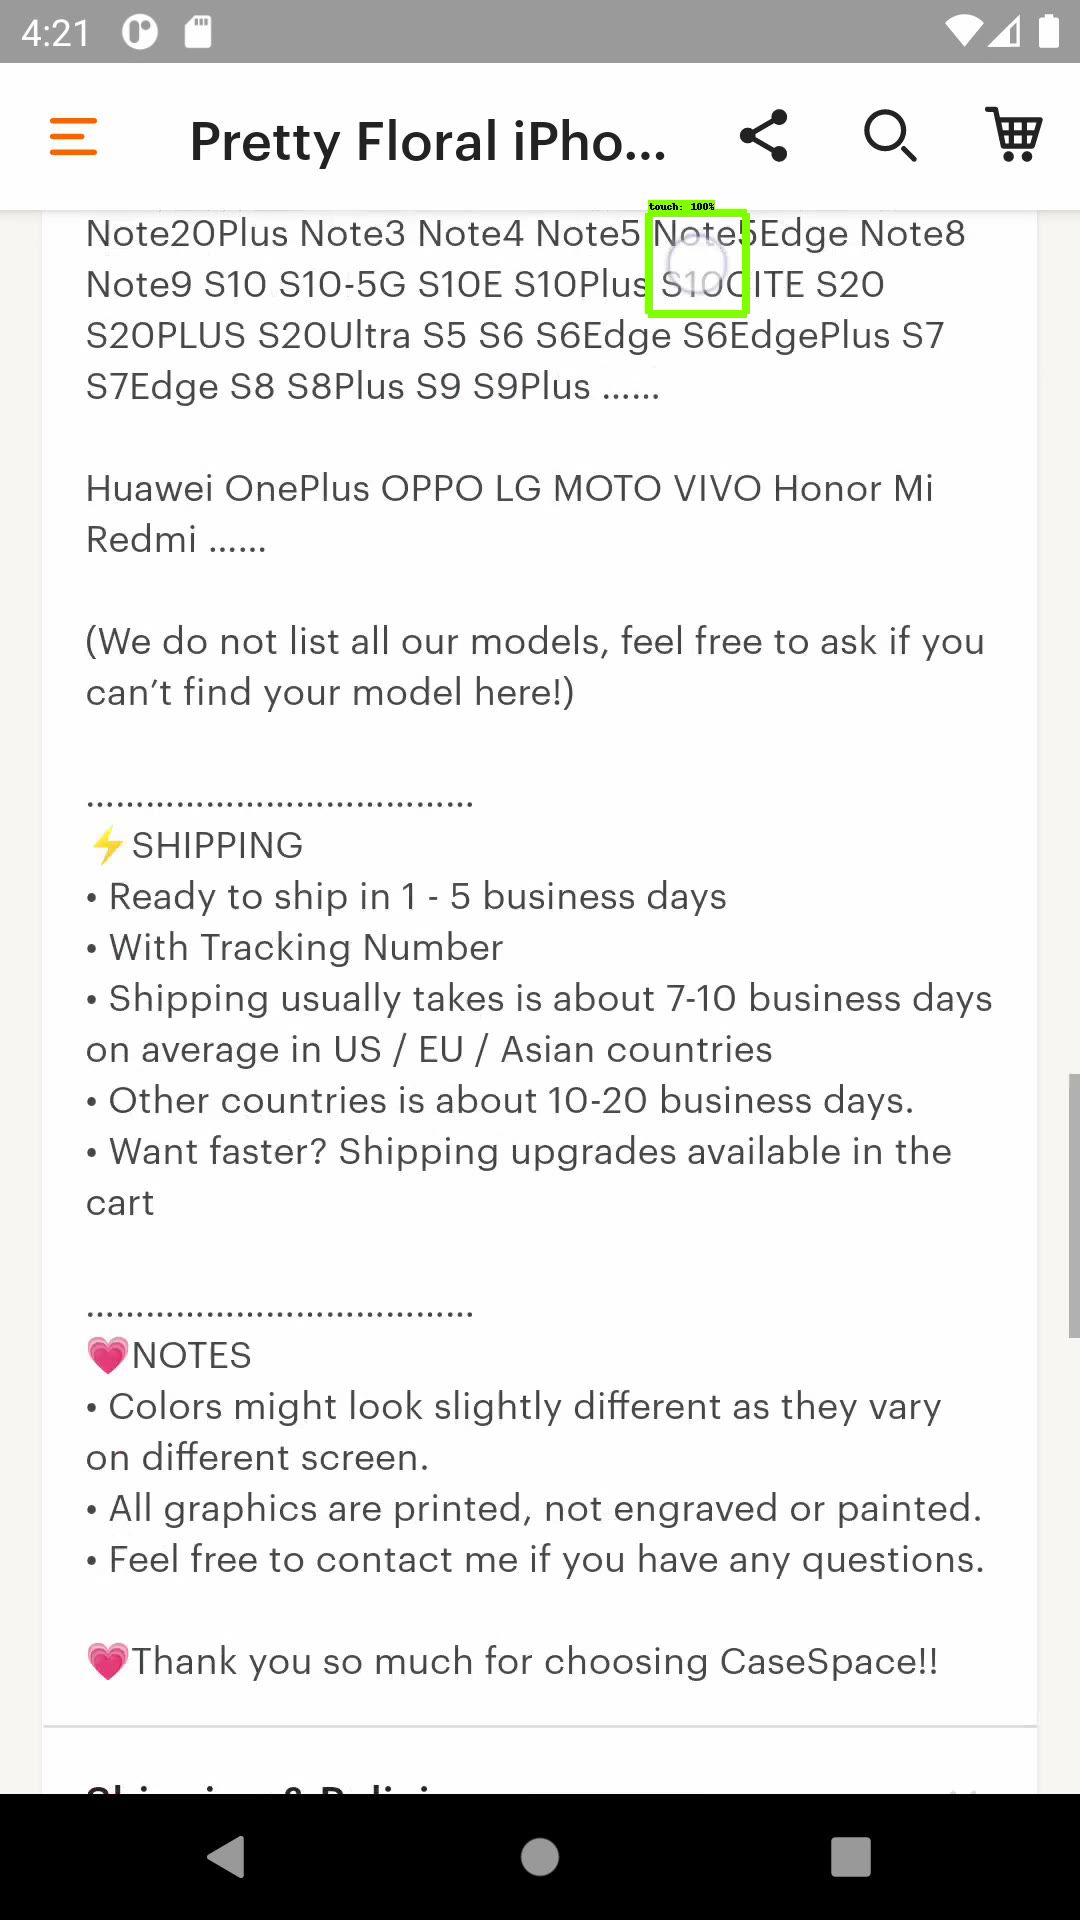 4:21
Pretty Floral iPho...
touch: 100%
Note20Plus Note3 Note4 Note5 Note5Edge Note8
Note9 S10 S10-5G S10E S10Plus S10 ITE S20
S20PLUS S20Ultra S5 S6 S6Edge S6EdgePlus S7
S7Edge S8 S8Plus S9 S9Plus ......
Huawei OnePlus OPPO LG MOTO VIVO Honor Mi
Redmi ......
(We do not list all our models, feel free to ask if you
can’t find your model here!)
.......................................
⚡SHIPPING
• Ready to ship in 1 - 5 business days
• With Tracking Number
• Shipping usually takes is about 7-10 business days
on average in US / EU / Asian countries
• Other countries is about 10-20 business days.
• Want faster? Shipping upgrades available in the
cart
.......................................
💗NOTES
• Colors might look slightly different as they vary
on different screen.
• All graphics are printed, not engraved or painted.
• Feel free to contact me if you have any questions.
💗Thank you so much for choosing CaseSpace!!